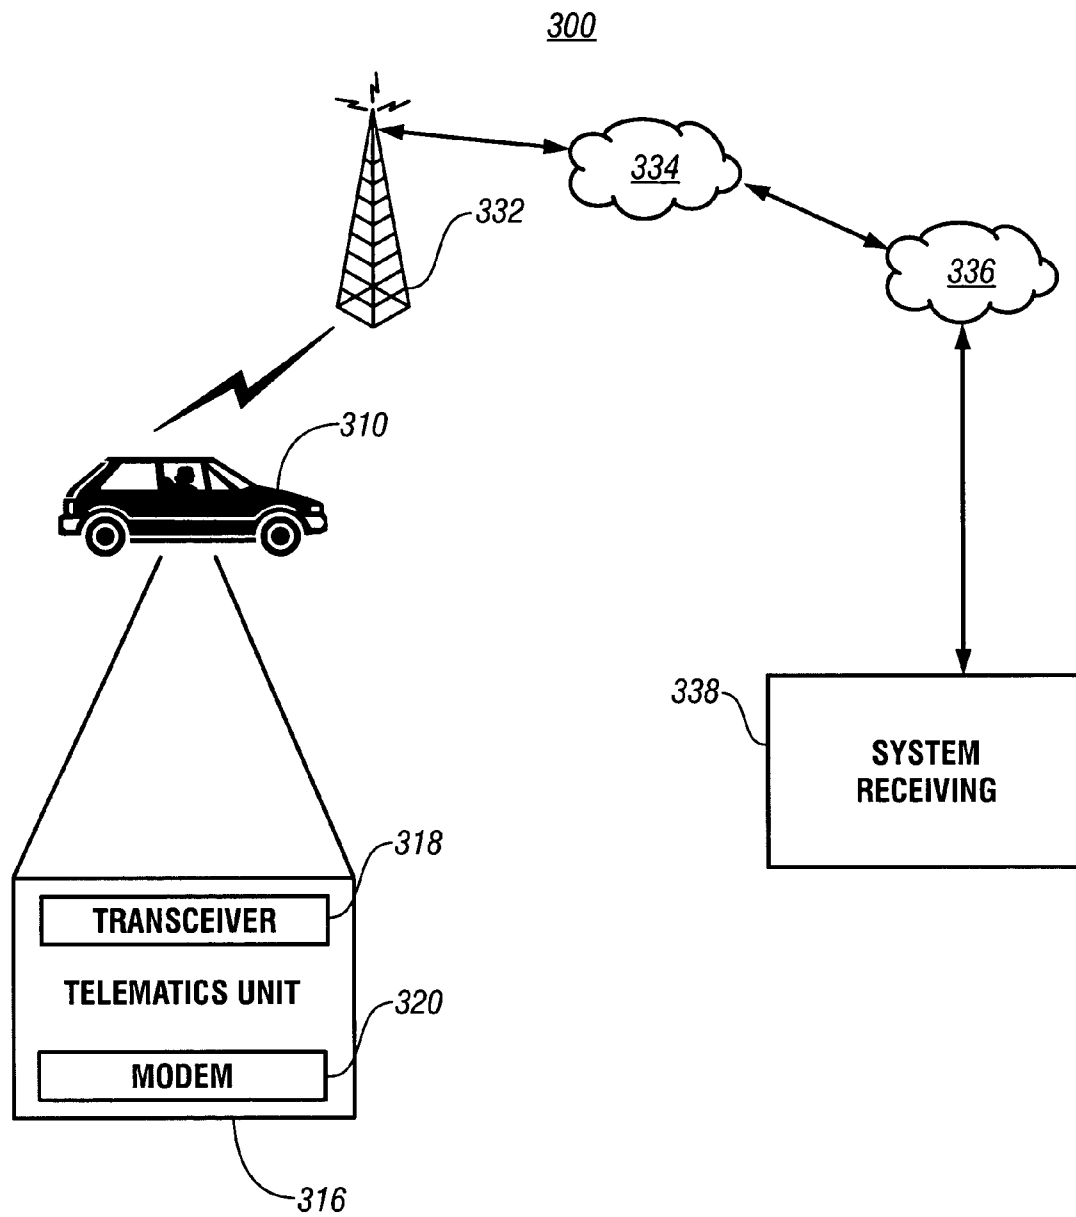 300
334
332
336
310
338
SYSTEM
RECEIVING
318
TRANSCEIVER
TELEMATICS UNIT
320
MODEM
316